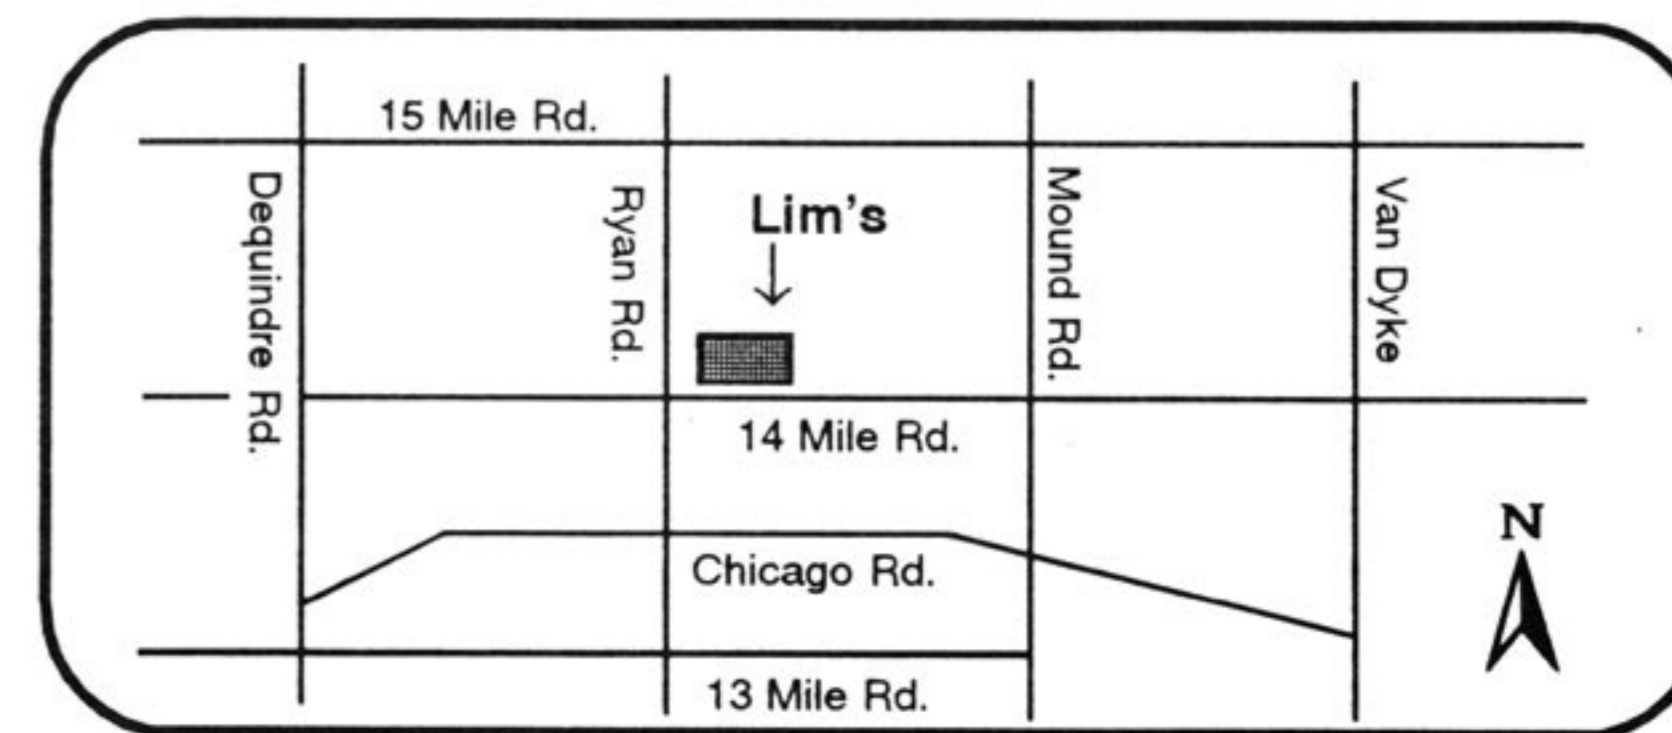 15 Mile Rd.
Dequindre Rd.
Ryan Rd.
Lim's
Mound Rd.
Van Dyke
14 Mile Rd.
N
Chicago Rd.
13 Mile Rd.